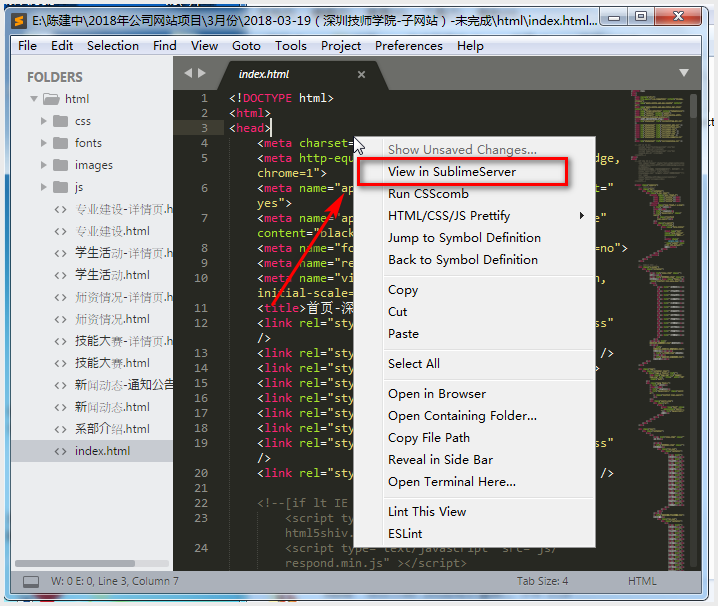 E:\陈建中\2018年公司网站项目\3月份\2018-03-19（深圳技师学院-子网站）-未完成\html\index.html...
File Edit Selection Find View Goto Tools Project Preferences Help
FOLDERS
html
css
fonts
images
js
专业建设-详情页.h
专业建设.html
学生活动-详情页.h
学生活动.html
师资情况-详情页.h
师资情况.html
技能大赛-详情页.h
技能大赛.html
新闻动态-通知公告
新闻动态.html
系部介绍.html
index.html
index.html
1 <!DOCTYPE html>
2 <html>
3 <head>
4 <meta charset=
5 <meta http-equ dge,
chrome=1">
6 <meta name="ap t="
yes">
7 <meta name="ap
content="black
8 <meta name="fo =no">
9 <meta name="re
10 <meta name="vi h,
initial-scale=
11 <title>首页-深
12 <link rel="sty ss"
/>
13 <link rel="sty />
14 <link rel="sty >
15 <link rel="sty
16 <link rel="sty
17 <link rel="sty
18 <link rel="sty
19 <link rel="sty ss"
/>
20 <link rel="sty />
21
22 <!--[if lt IE
23 <script ty
html5shiv.
24 <script type="text/javascript" src="js/
respond.min.js" ></script>
Show Unsaved Changes...
View in SublimeServer
Run CSScomb
HTML/CSS/JS Prettify
Jump to Symbol Definition
Back to Symbol Definition
Copy
Cut
Paste
Select All
Open in Browser
Open Containing Folder...
Copy File Path
Reveal in Side Bar
Open Terminal Here...
Lint This View
ESLint
W: 0 E: 0, Line 3, Column 7 Tab Size: 4 HTML